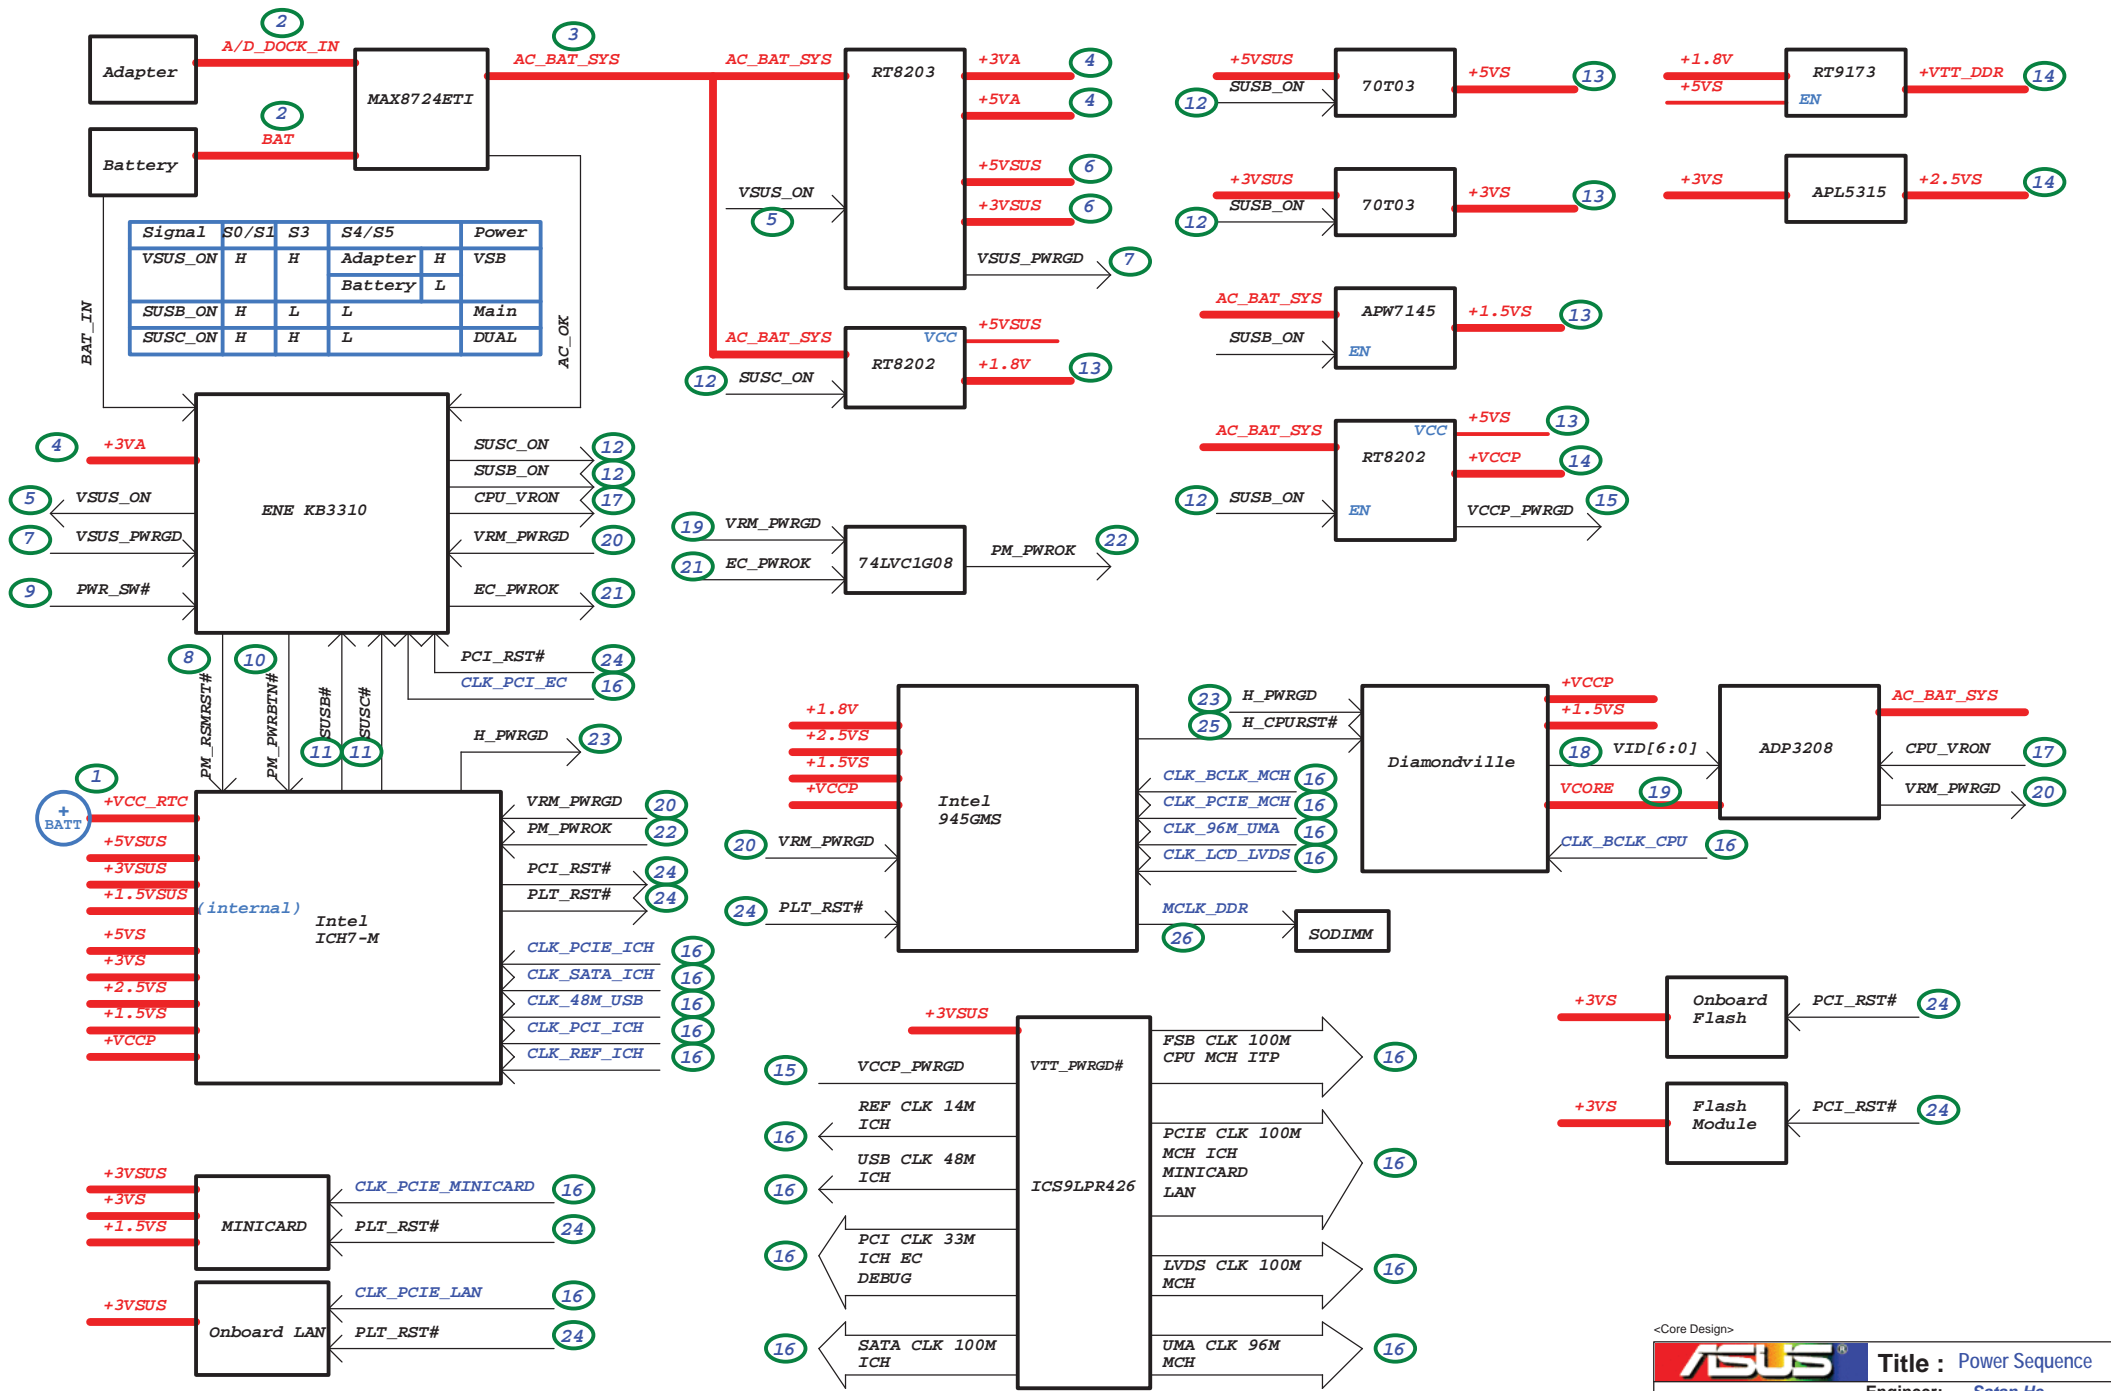 2
A/D_DOCK_IN
Adapter
2
BAT
Battery
MAX8724ETI
3
AC_BAT_SYS
BAT_IN
AC_OK
Signal S0/S1 S3 S4/S5 Power
VSUS_ON H H Adapter H VSB
Battery L
SUSB_ON H L L Main
SUSC_ON H H L DUAL
AC_BAT_SYS
RT8203
+3VA 4
+5VA 4
VSUS_ON
5
+5VSUS 6
+3VSUS 6
VSUS_PWRGD 7
AC_BAT_SYS
12 SUSC_ON
VCC
RT8202
+5VSUS
+1.8V 13
+5VSUS
12 SUSB_ON
70T03
+5VS 13
+3VSUS
12 SUSB_ON
70T03
+3VS 13
AC_BAT_SYS
SUSB_ON
APW7145
EN
+1.5VS 13
AC_BAT_SYS
12 SUSB_ON
VCC
RT8202
EN
+5VS 13
+VCCP 14
VCCP_PWRGD 15
+1.8V
+5VS
RT9173
EN
+VTT_DDR 14
+3VS
APL5315
+2.5VS 14
4 +3VA
5 VSUS_ON
7 VSUS_PWRGD
9 PWR_SW#
ENE KB3310
SUSC_ON 12
SUSB_ON 12
CPU_VRON 17
VRM_PWRGD 20
EC_PWROK 21
PCI_RST# 24
CLK_PCI_EC 16
8 PM_RSMRST#
10 PM_PWRBTN#
SUSB# 11
SUSC# 11
19 VRM_PWRGD
21 EC_PWROK
74LVC1G08
PM_PWROK 22
H_PWRGD 23
1
+
BATT
+VCC_RTC
+5VSUS
+3VSUS
+1.5VSUS (internal)
+5VS
+3VS
+2.5VS
+1.5VS
+VCCP
Intel
ICH7-M
VRM_PWRGD 20
PM_PWROK 22
PCI_RST# 24
PLT_RST# 24
CLK_PCIE_ICH 16
CLK_SATA_ICH 16
CLK_48M_USB 16
CLK_PCI_ICH 16
CLK_REF_ICH 16
+1.8V
+2.5VS
+1.5VS
+VCCP
20 VRM_PWRGD
24 PLT_RST#
Intel
945GMS
23 H_PWRGD
25 H_CPURST#
CLK_BCLK_MCH 16
CLK_PCIE_MCH 16
CLK_96M_UMA 16
CLK_LCD_LVDS 16
MCLK_DDR
26
SODIMM
Diamondville
+VCCP
+1.5VS
18 VID[6:0]
VCORE 19
CLK_BCLK_CPU 16
ADP3208
AC_BAT_SYS
CPU_VRON 17
VRM_PWRGD 20
+3VSUS
15 VCCP_PWRGD
VTT_PWRGD#
REF CLK 14M
ICH
16
USB CLK 48M
ICH
16
ICS9LPR426
PCI CLK 33M
ICH EC
DEBUG
16
SATA CLK 100M
ICH
16
FSB CLK 100M
CPU MCH ITP
16
PCIE CLK 100M
MCH ICH
MINICARD
LAN
16
LVDS CLK 100M
MCH
16
UMA CLK 96M
MCH
16
+3VS
Onboard
Flash
PCI_RST# 24
+3VS
Flash
Module
PCI_RST# 24
+3VSUS
+3VS
+1.5VS
MINICARD
CLK_PCIE_MINICARD 16
PLT_RST# 24
+3VSUS
Onboard LAN
CLK_PCIE_LAN 16
PLT_RST# 24
<Core Design>
ASUS ®
Title : Power Sequence
Engineer: Satan_He